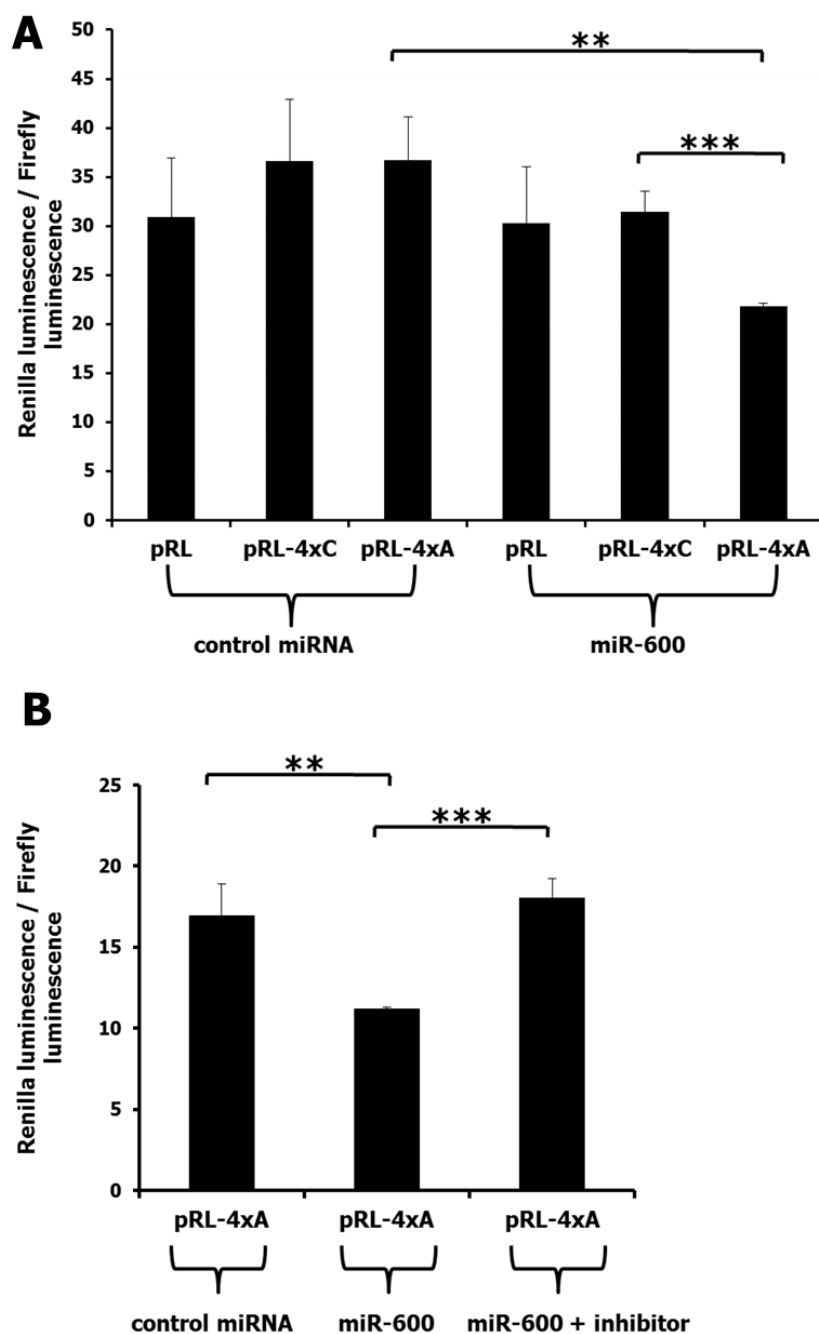 A
Renilla luminescence / Firefly
luminescence
50
45
40
35
30
25
20
15
10
5
0
**
***
pRL pRL-4xC pRL-4xA pRL pRL-4xC pRL-4xA
control miRNA miR-600
B
Renilla luminescence / Firefly
luminescence
25
20
15
10
5
0
**
***
pRL-4xA pRL-4xA pRL-4xA
control miRNA miR-600 miR-600 + inhibitor